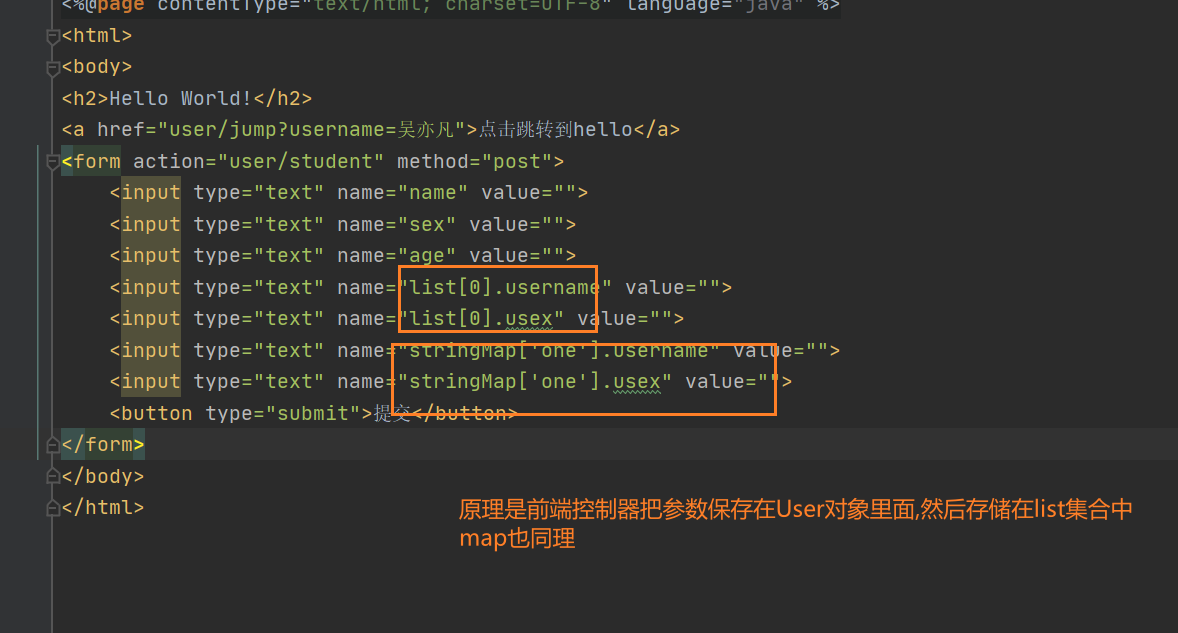 <%@page contentType="text/html; charset=UTF-8" language="java" %>
<html>
<body>
<h2>Hello World!</h2>
<a href="user/jump?username=吴亦凡">点击跳转到hello</a>
<form action="user/student" method="post">
<input type="text" name="name" value="">
<input type="text" name="sex" value="">
<input type="text" name="age" value="">
<input type="text" name="list[0].username" value="">
<input type="text" name="list[0].usex" value="">
<input type="text" name="stringMap['one'].username" value="">
<input type="text" name="stringMap['one'].usex" value="">
<button type="submit">提交</button>
</form>
</body>
</html>
原理是前端控制器把参数保存在User对象里面,然后存储在list集合中
map也同理